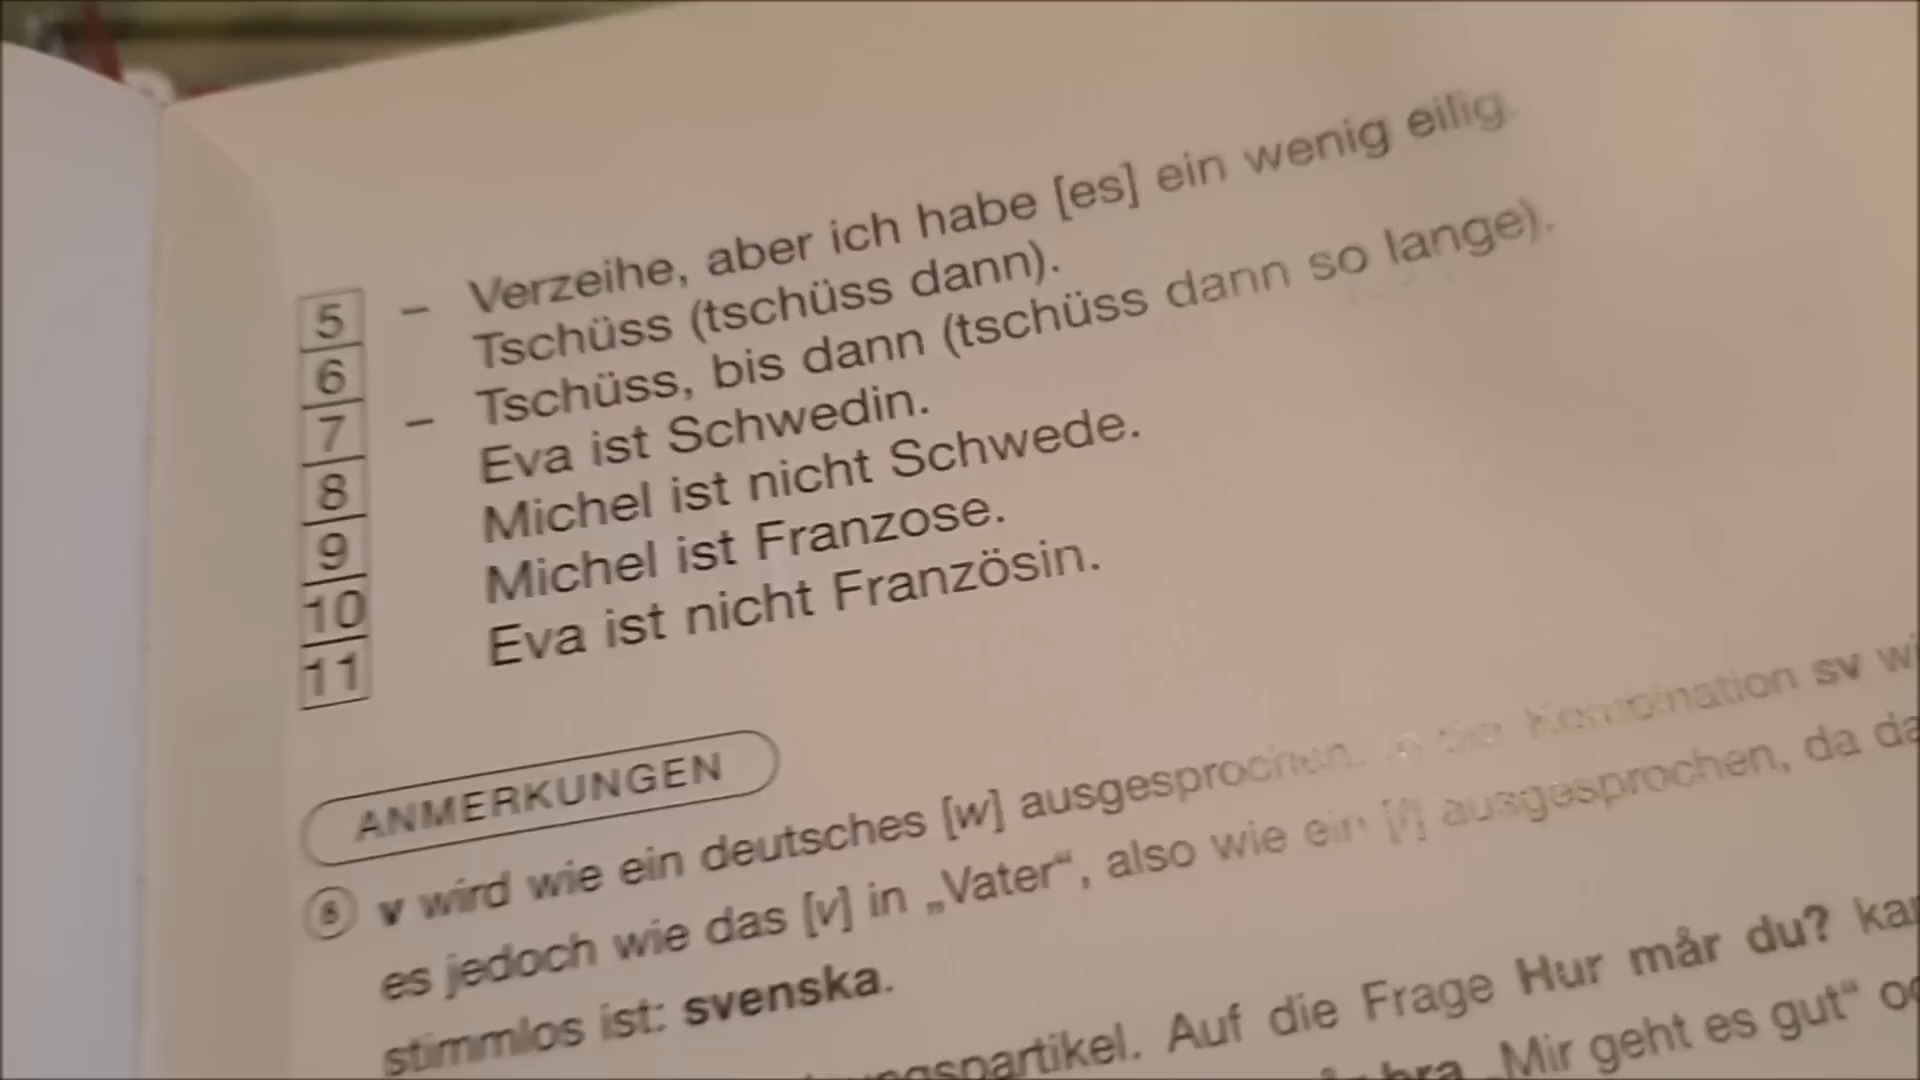 5 – Verzeihe, aber ich habe [es] ein wenig eilig.
6 Tschüss (tschüss dann).
7 – Tschüss, bis dann (tschüss dann so lange).
8 Eva ist Schwedin.
9 Michel ist nicht Schwede.
10 Michel ist Franzose.
11 Eva ist nicht Französin.
ANMERKUNGEN
v wird wie ein deutsches [w] ausgesprochen. In der Kombination sv
es jedoch wie das [v] in „Vater“, also wie ein [f] ausgesprochen, da
stimmlos ist: svenska.
Auf die Frage Hur mår du?
bra „Mir geht es gut“